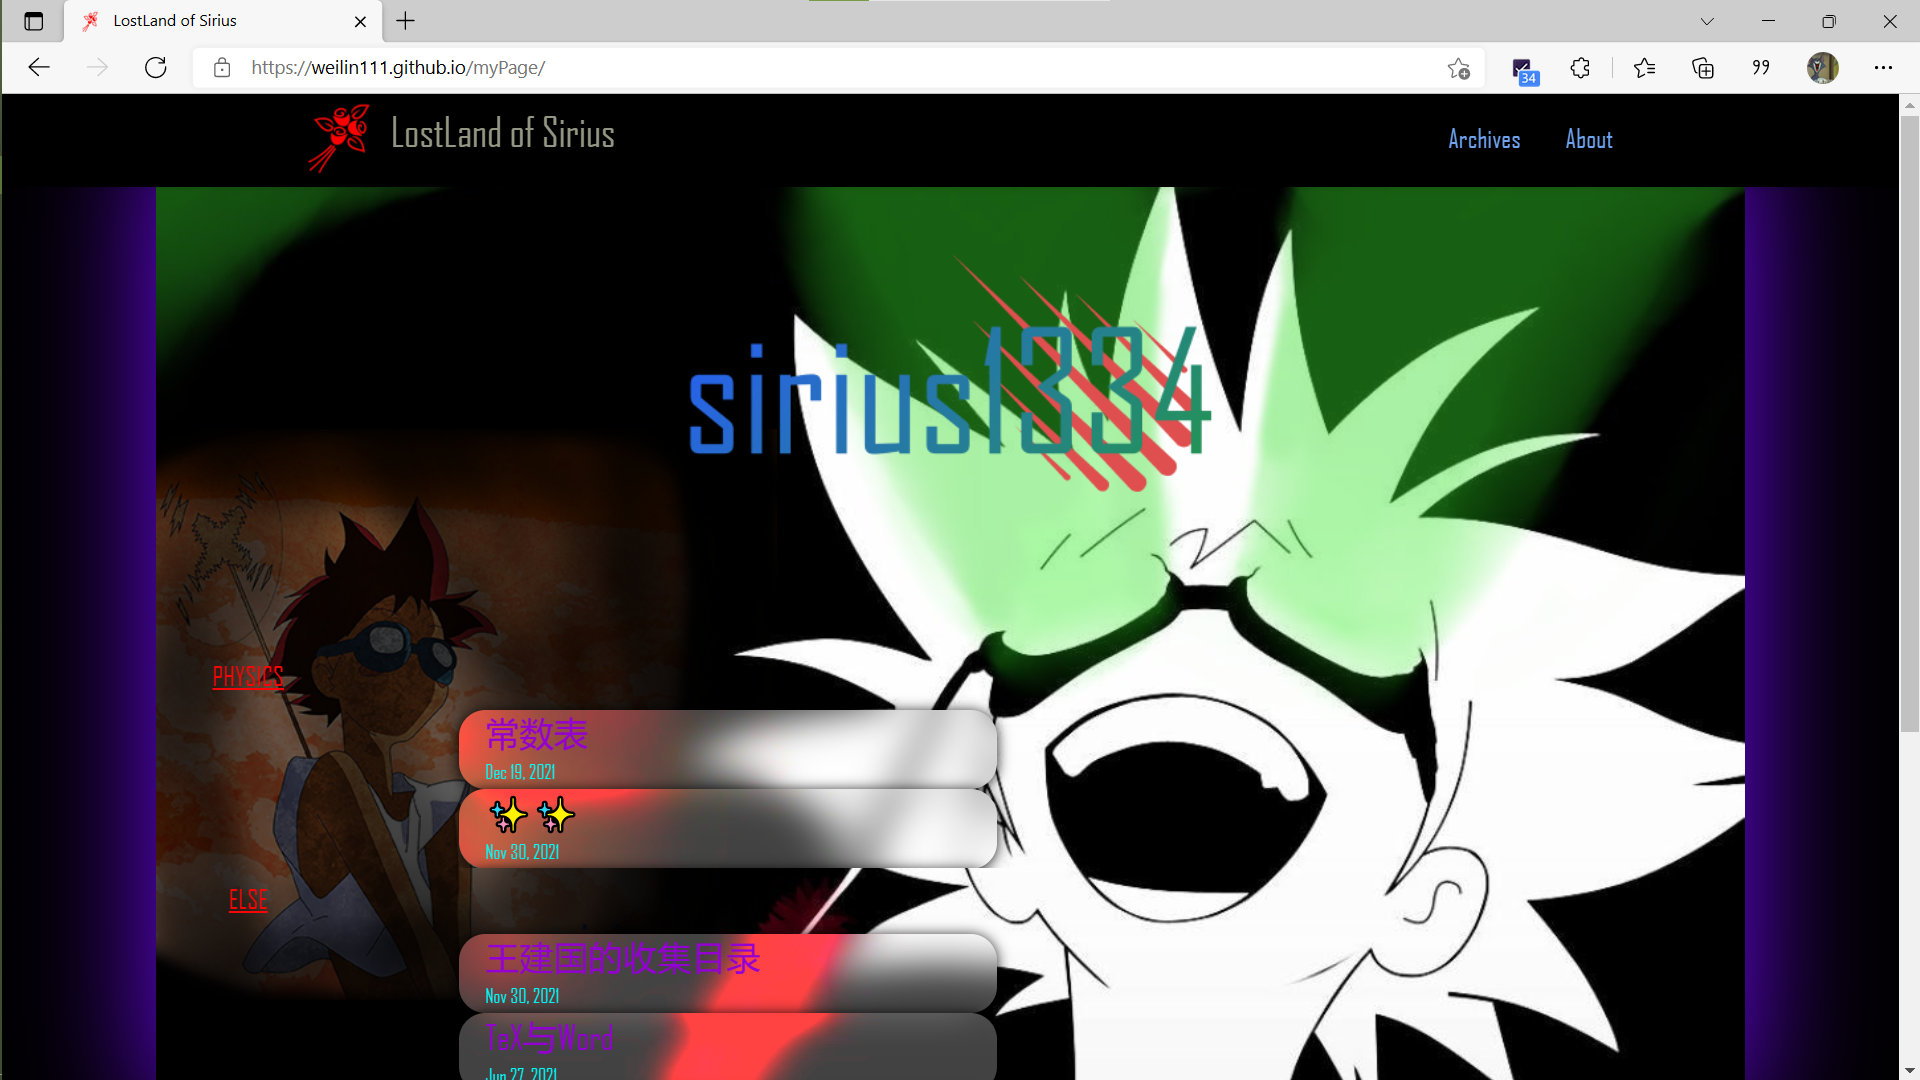 LostLand of Sirius
https://weilin111.github.io/myPage/
34
LostLand of Sirius
Archives
About
sirius1334
PHYSICS
常数表
Dec 19, 2021
✨ ✨
Nov 30, 2021
ELSE
王建国的收集目录
Nov 30, 2021
TeX与Word
Jun 27, 2021